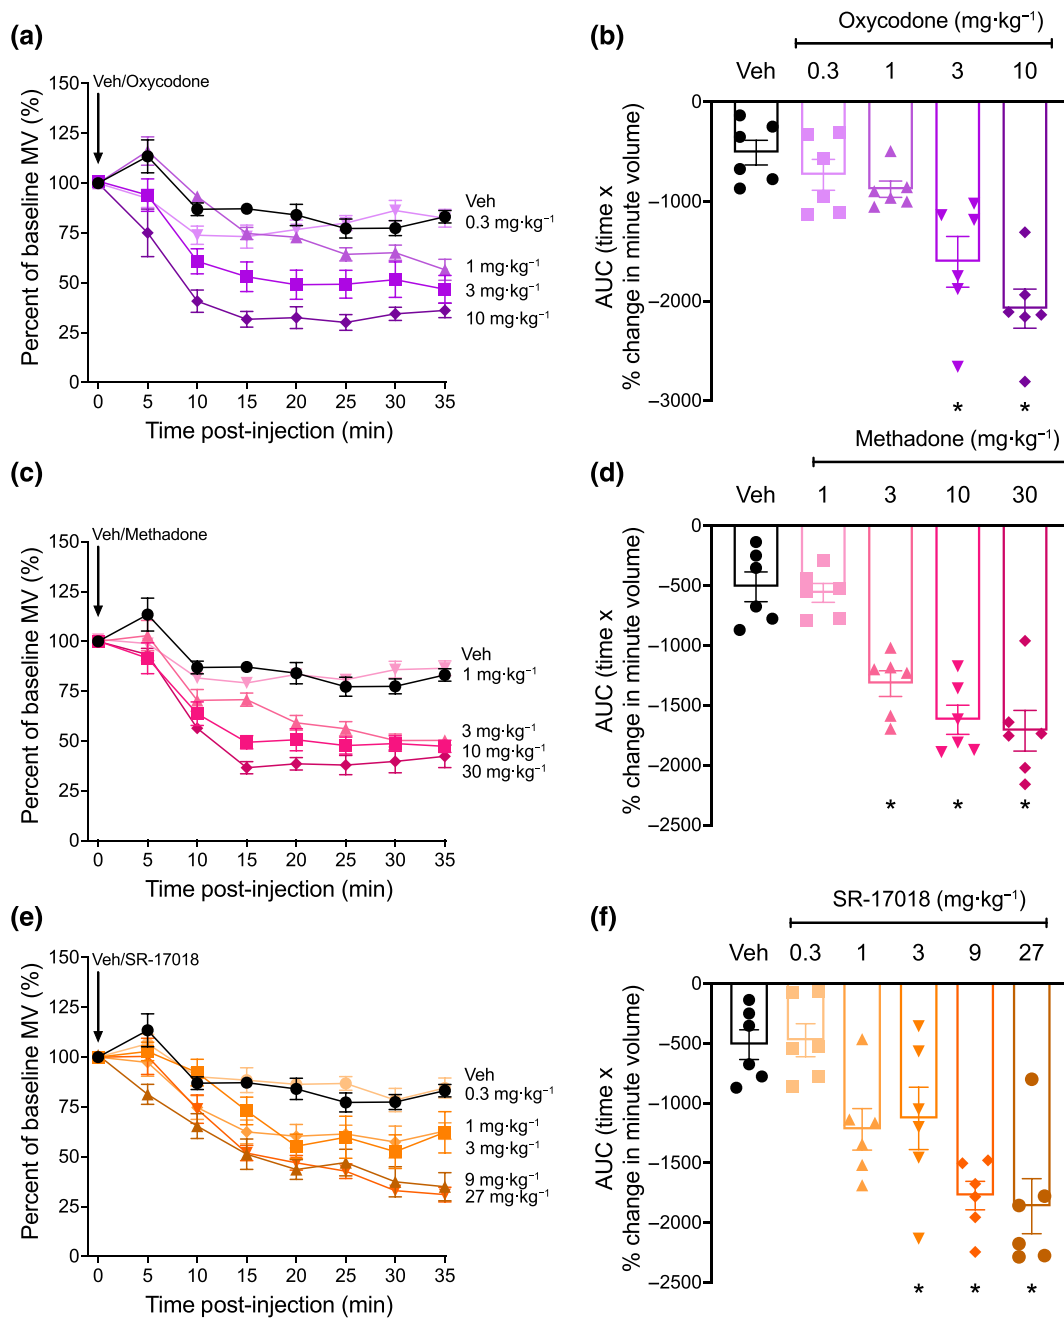 (a)
Veh/Oxycodone
Percent of baseline MV (%)
150
125
100
75
50
25
0
Veh
0.3 mg·kg⁻¹
1 mg·kg⁻¹
3 mg·kg⁻¹
10 mg·kg⁻¹
0 5 10 15 20 25 30 35
Time post-injection (min)
(b)
Oxycodone (mg·kg⁻¹)
Veh 0.3 1 3 10
AUC (time x
% change in minute volume)
0
−1000
−2000
−3000
* *
(c)
Veh/Methadone
Percent of baseline MV (%)
150
125
100
75
50
25
0
Veh
1 mg·kg⁻¹
3 mg·kg⁻¹
10 mg·kg⁻¹
30 mg·kg⁻¹
0 5 10 15 20 25 30 35
Time post-injection (min)
(d)
Methadone (mg·kg⁻¹)
Veh 1 3 10 30
AUC (time x
% change in minute volume)
0
−500
−1000
−1500
−2000
−2500
* * *
(e)
Veh/SR-17018
Percent of baseline MV (%)
150
125
100
75
50
25
0
Veh
0.3 mg·kg⁻¹
1 mg·kg⁻¹
3 mg·kg⁻¹
9 mg·kg⁻¹
27 mg·kg⁻¹
0 5 10 15 20 25 30 35
Time post-injection (min)
(f)
SR-17018 (mg·kg⁻¹)
Veh 0.3 1 3 9 27
AUC (time x
% change in minute volume)
0
−500
−1000
−1500
−2000
−2500
* * *